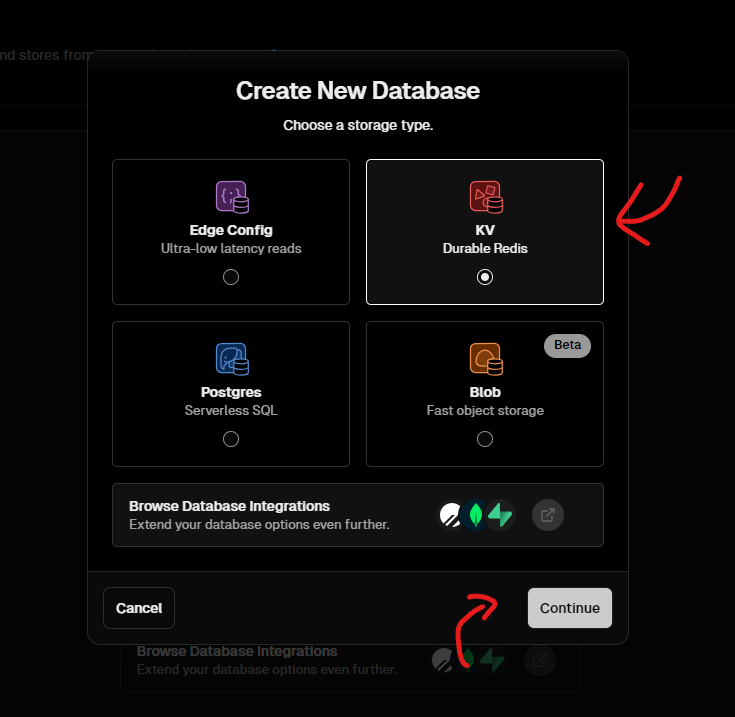 nd stores from
Create New Database
Choose a storage type.
Edge Config
Ultra-low latency reads
KV
Durable Redis
Beta
Postgres
Serverless SQL
Blob
Fast object storage
Browse Database Integrations
Extend your database options even further.
Cancel
Continue
Browse Database Integrations
Extend your database options even further.